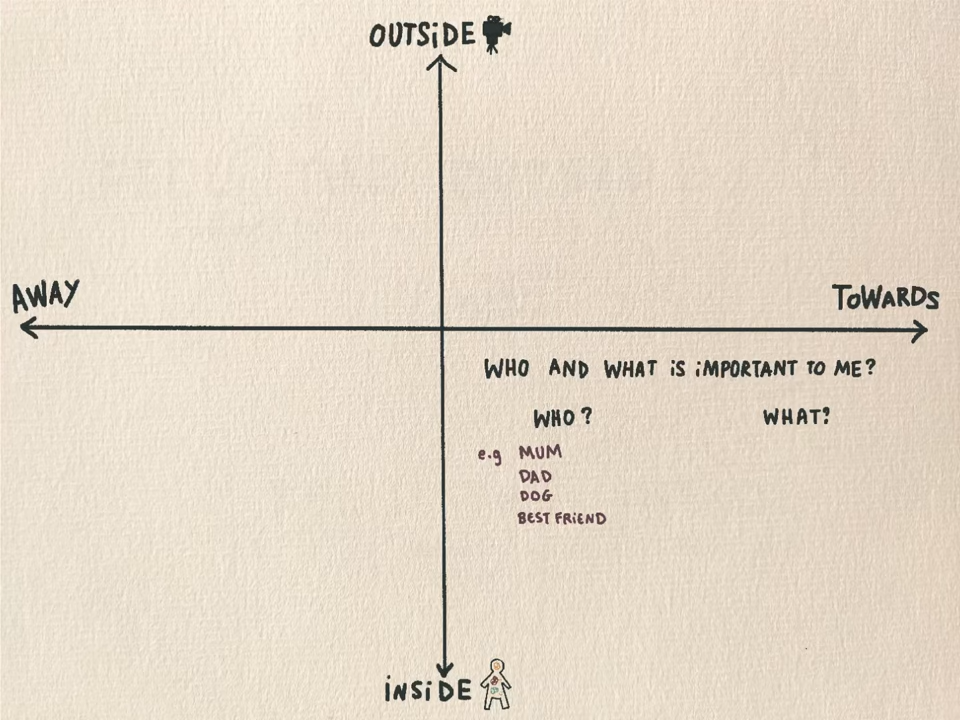 OUTSiDE
AWAY
TOWARDS
WHO AND WHAT iS iMPORTANT TO ME?
WHO? WHAT?
e.g MUM
DAD
DOG
BEST FRiEND
iNSiDE